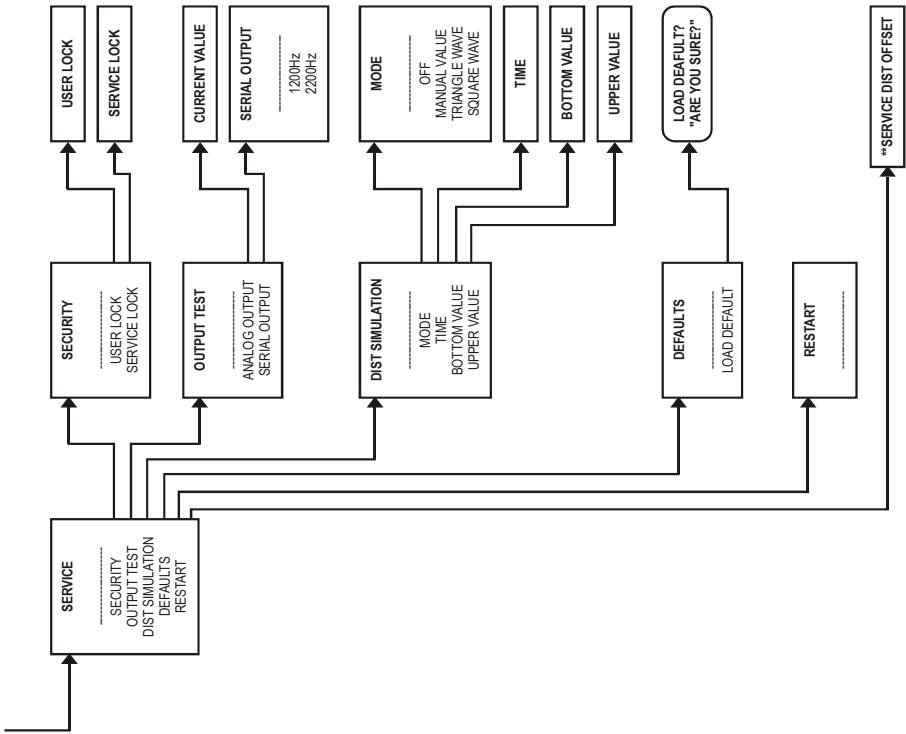 SERVICE
SECURITY
OUTPUT TEST
DIST SIMULATION
DEFAULTS
RESTART
SECURITY
USER LOCK
SERVICE LOCK
OUTPUT TEST
ANALOG OUTPUT
SERIAL OUTPUT
DIST SIMULATION
MODE
TIME
BOTTOM VALUE
UPPER VALUE
DEFAULTS
LOAD DEFAULT
RESTART
USER LOCK
SERVICE LOCK
CURRENT VALUE
SERIAL OUTPUT
1200Hz
2200Hz
MODE
OFF
MANUAL VALUE
TRIANGLE WAVE
SQUARE WAVE
TIME
BOTTOM VALUE
UPPER VALUE
LOAD DEAFULT?
"ARE YOU SURE?"
**SERVICE DIST OFFSET